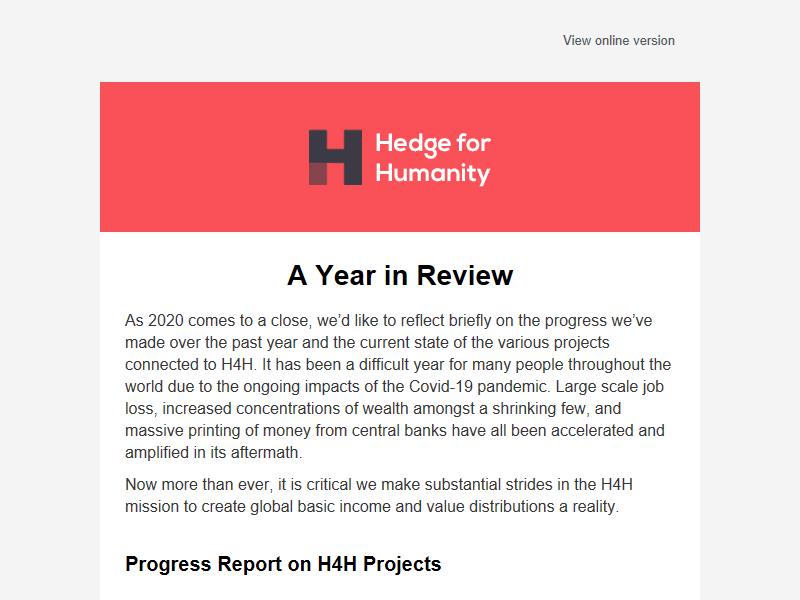 View online version
Hedge for
Humanity
A Year in Review
As 2020 comes to a close, we’d like to reflect briefly on the progress we’ve
made over the past year and the current state of the various projects
connected to H4H. It has been a difficult year for many people throughout the
world due to the ongoing impacts of the Covid-19 pandemic. Large scale job
loss, increased concentrations of wealth amongst a shrinking few, and
massive printing of money from central banks have all been accelerated and
amplified in its aftermath.
Now more than ever, it is critical we make substantial strides in the H4H
mission to create global basic income and value distributions a reality.
Progress Report on H4H Projects